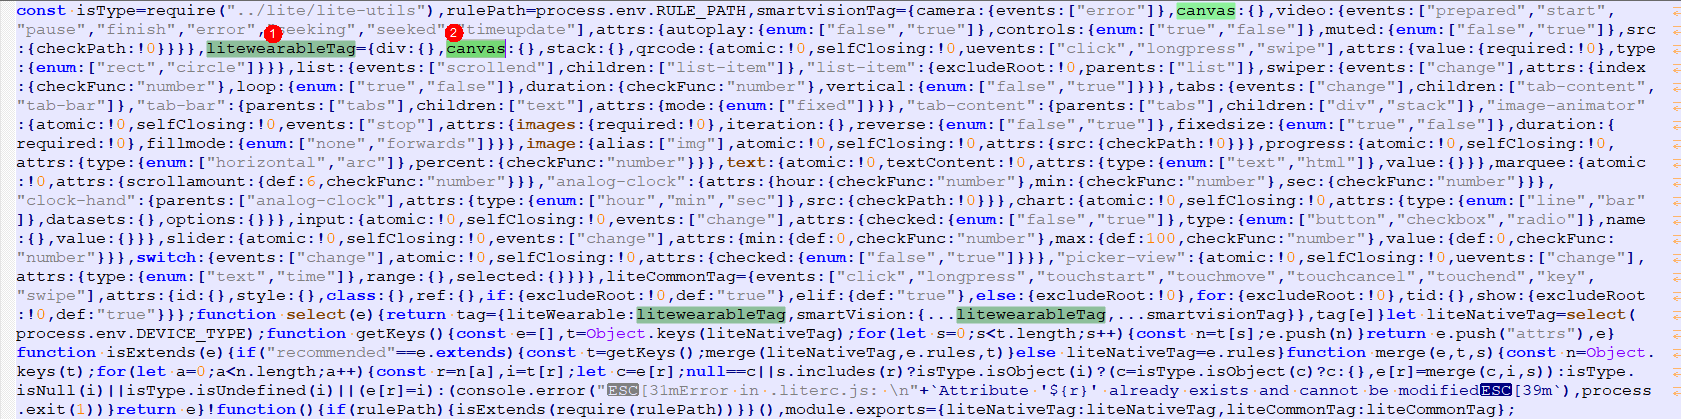 const isType=require("../lite/lite-utils"),rulePath=process.env.RULE_PATH,smartvisionTag={camera:{events:["error"]},canvas:{},video:{events:["prepared","start",
"pause","finish","error","seeking","seeked","timeupdate"],attrs:{autoplay:{enum:["false","true"]},controls:{enum:["true","false"]},muted:{enum:["false","true"]},src
:{checkPath:!0}}}},litewearableTag={div:{},canvas:{},stack:{},qrcode:{atomic:!0,selfClosing:!0,uevents:["click","longpress","swipe"],attrs:{value:{required:!0},type
:{enum:["rect","circle"]}}},list:{events:["scrollend"],children:["list-item"]},"list-item":{excludeRoot:!0,parents:["list"]},swiper:{events:["change"],attrs:{index
:{checkFunc:"number"},loop:{enum:["true","false"]},duration:{checkFunc:"number"},vertical:{enum:["false","true"]}}},tabs:{events:["change"],children:["tab-content",
"tab-bar"]},"tab-bar":{parents:["tabs"],children:["text"],attrs:{mode:{enum:["fixed"]}}},"tab-content":{parents:["tabs"],children:["div","stack"]},"image-animator"
:{atomic:!0,selfClosing:!0,events:["stop"],attrs:{images:{required:!0},iteration:{},reverse:{enum:["false","true"]},fixedsize:{enum:["true","false"]},duration:{
required:!0},fillmode:{enum:["none","forwards"]}}},image:{alias:["img"],atomic:!0,selfClosing:!0,attrs:{src:{checkPath:!0}}},progress:{atomic:!0,selfClosing:!0,
attrs:{type:{enum:["horizontal","arc"]},percent:{checkFunc:"number"}}},text:{atomic:!0,textContent:!0,attrs:{type:{enum:["text","html"]},value:{}}},marquee:{atomic
:!0,attrs:{scrollamount:{def:6,checkFunc:"number"}}},"analog-clock":{attrs:{hour:{checkFunc:"number"},min:{checkFunc:"number"},sec:{checkFunc:"number"}}},
"clock-hand":{parents:["analog-clock"],attrs:{type:{enum:["hour","min","sec"]},src:{checkPath:!0}}},chart:{atomic:!0,selfClosing:!0,attrs:{type:{enum:["line","bar"
]},datasets:{},options:{}}},input:{atomic:!0,selfClosing:!0,events:["change"],attrs:{checked:{enum:["false","true"]},type:{enum:["button","checkbox","radio"]},name
:{},value:{}}},slider:{atomic:!0,selfClosing:!0,events:["change"],attrs:{min:{def:0,checkFunc:"number"},max:{def:100,checkFunc:"number"},value:{def:0,checkFunc:
"number"}}},switch:{events:["change"],atomic:!0,selfClosing:!0,attrs:{checked:{enum:["false","true"]}}},"picker-view":{atomic:!0,selfClosing:!0,uevents:["change"],
attrs:{type:{enum:["text","time"]},range:{},selected:{}}}},liteCommonTag={events:["click","longpress","touchstart","touchmove","touchcancel","touchend","key",
"swipe"],attrs:{id:{},style:{},class:{},ref:{},if:{excludeRoot:!0,def:"true"},elif:{def:"true"},else:{excludeRoot:!0},for:{excludeRoot:!0},tid:{},show:{excludeRoot
:!0,def:"true"}}};function select(e){return tag={liteWearable:litewearableTag,smartVision:{...litewearableTag,...smartvisionTag}},tag[e]}let liteNativeTag=select(
process.env.DEVICE_TYPE);function getKeys(){const e=[],t=Object.keys(liteNativeTag);for(let s=0;s<t.length;s++){const n=t[s];e.push(n)}return e.push("attrs"),e}
function isExtends(e){if("recommended"==e.extends){const t=getKeys();merge(liteNativeTag,e.rules,t)}else liteNativeTag=e.rules}function merge(e,t,s){const n=Object.
keys(t);for(let a=0;a<n.length;a++){const r=n[a],i=t[r];let c=e[r];null==c||s.includes(r)?isType.isObject(i)?(c=isType.isObject(c)?c:{},e[r]=merge(c,i,s)):isType.
isNull(i)||isType.isUndefined(i)||(e[r]=i):(console.error("ESC[31mError in .literc.js: \n"+`Attribute '${r}' already exists and cannot be modifiedESC[39m`),process
.exit(1))}return e}!function(){if(rulePath){isExtends(require(rulePath))}}(),module.exports={liteNativeTag:liteNativeTag,liteCommonTag:liteCommonTag};
1
2